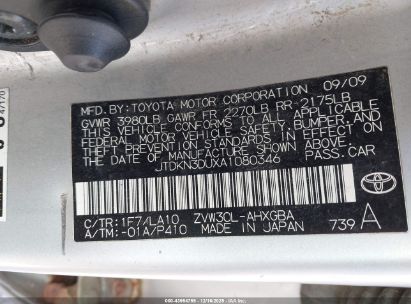 MFD. BY: TOYOTA MOTOR CORPORATION 09/09
GVWR 3980LB GAWR FR 2270LB RR 2175LB
THIS VEHICLE CONFORMS TO ALL APPLICABLE
FEDERAL MOTOR VEHICLE SAFETY, BUMPER, AND
THEFT PREVENTION STANDARDS IN EFFECT ON THE
DATE OF MANUFACTURE SHOWN ABOVE.
JTDKN3DUXA1080346 PASS.CAR
C/TR: 1F7/LA10 ZVW30L-AHXGBA
A/TM: -01A/P410 MADE IN JAPAN
TOYOTA
739 A